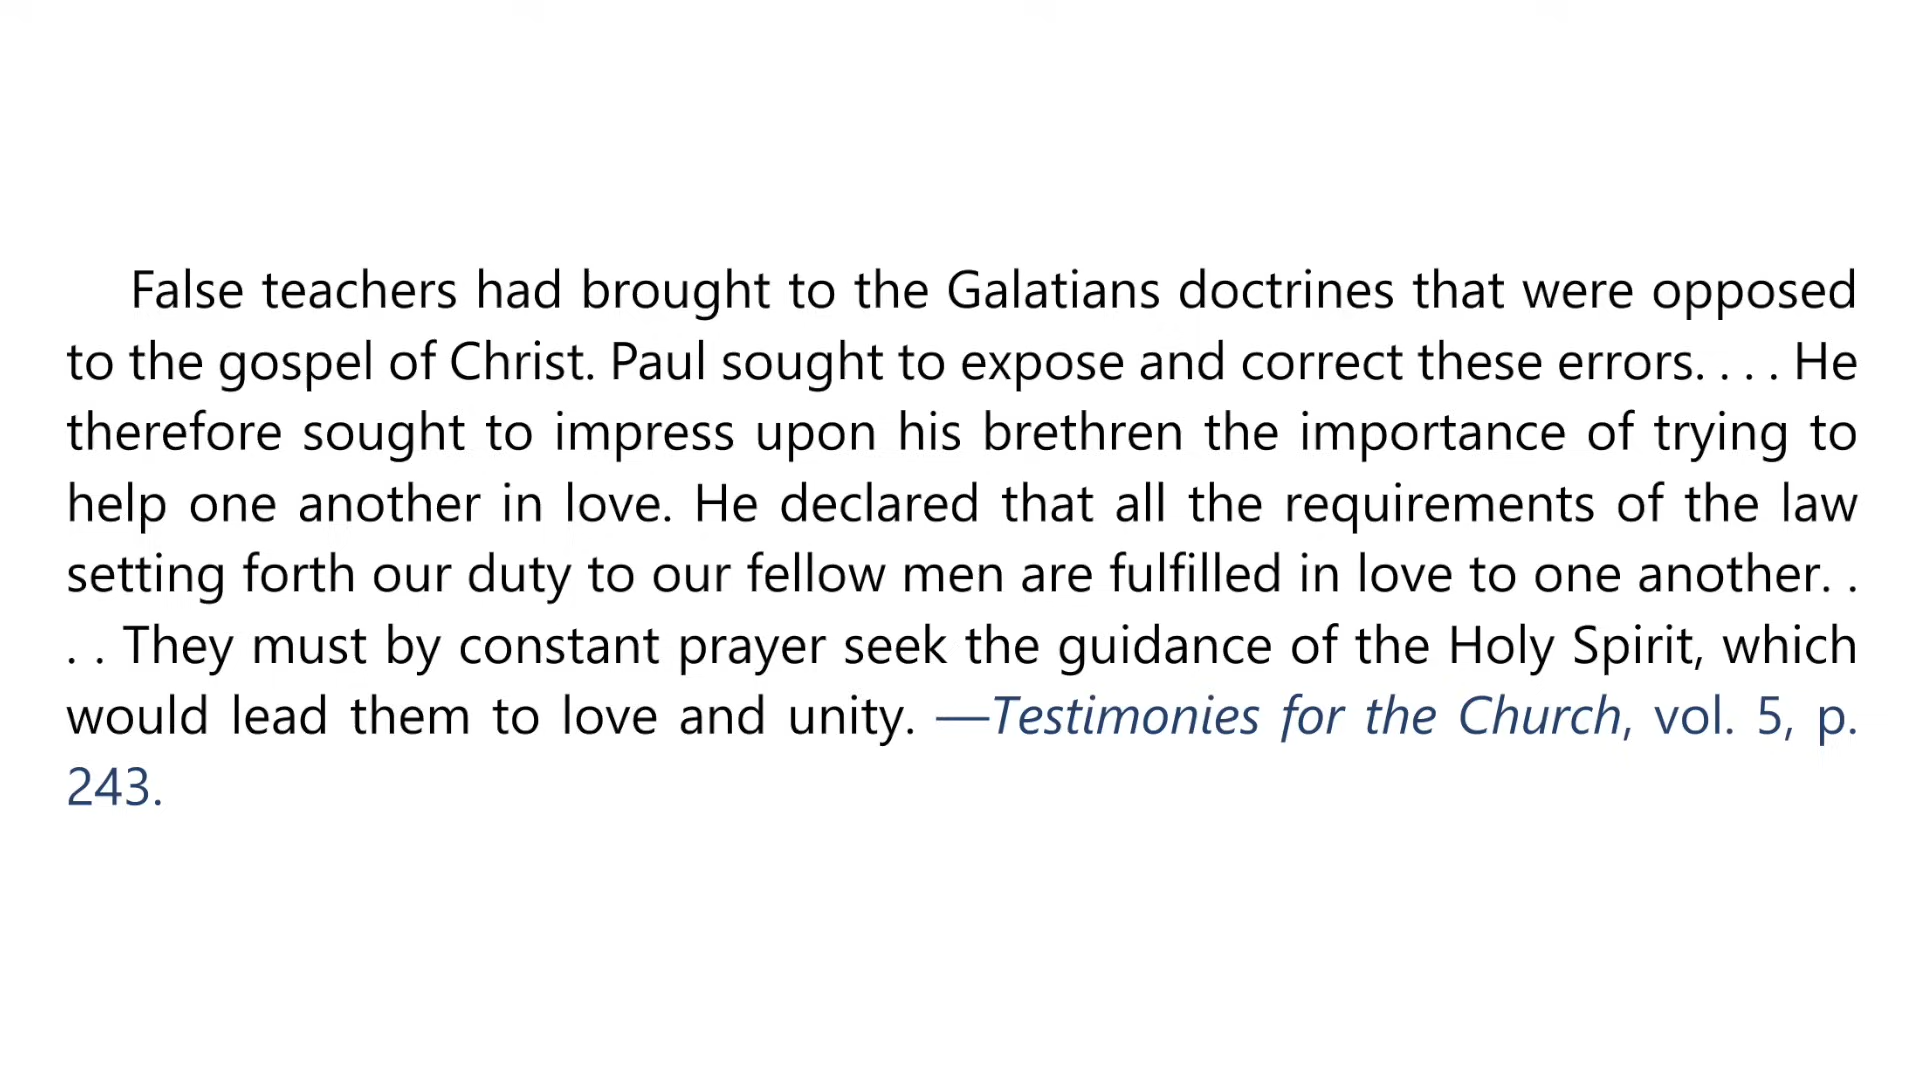 False teachers had brought to the Galatians doctrines that were opposed
to the gospel of Christ. Paul sought to expose and correct these errors. . . . He
therefore sought to impress upon his brethren the importance of trying to
help one another in love. He declared that all the requirements of the law
setting forth our duty to our fellow men are fulfilled in love to one another. .
. . They must by constant prayer seek the guidance of the Holy Spirit, which
would lead them to love and unity. —Testimonies for the Church, vol. 5, p.
243.